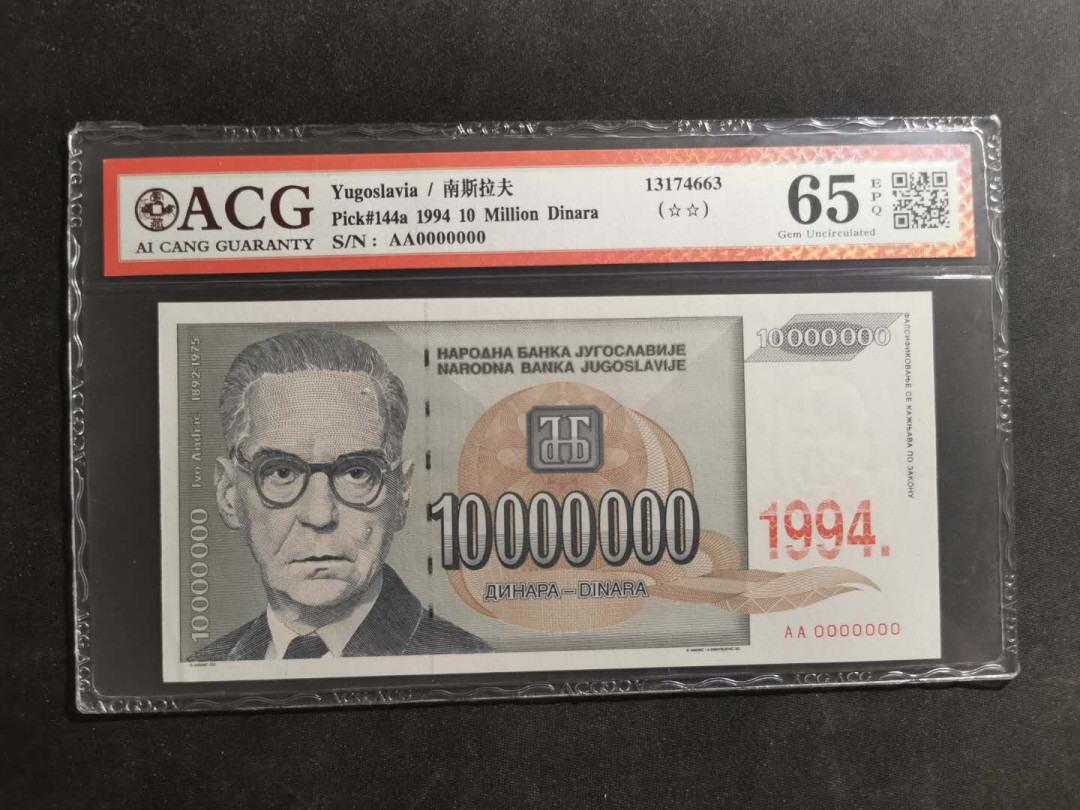 ACG
AI CANG GUARANTY
Yugoslavia / 南斯拉夫
Pick#144a 1994 10 Million Dinara
S/N : AA0000000
13174663
(☆☆)
65
EPQ
Gem Uncirculated
НАРОДНА БАНКА ЈУГОСЛАВИЈЕ
NARODNA BANKA JUGOSLAVIJE
10000000
ДИНАРА – DINARA
10000000
Ivo Andrić 1892-1975
10000000
ФАЛСИФИКОВАЊЕ СЕ КАЖЊАВА ПО ЗАКОНУ
1994.
AA 0000000